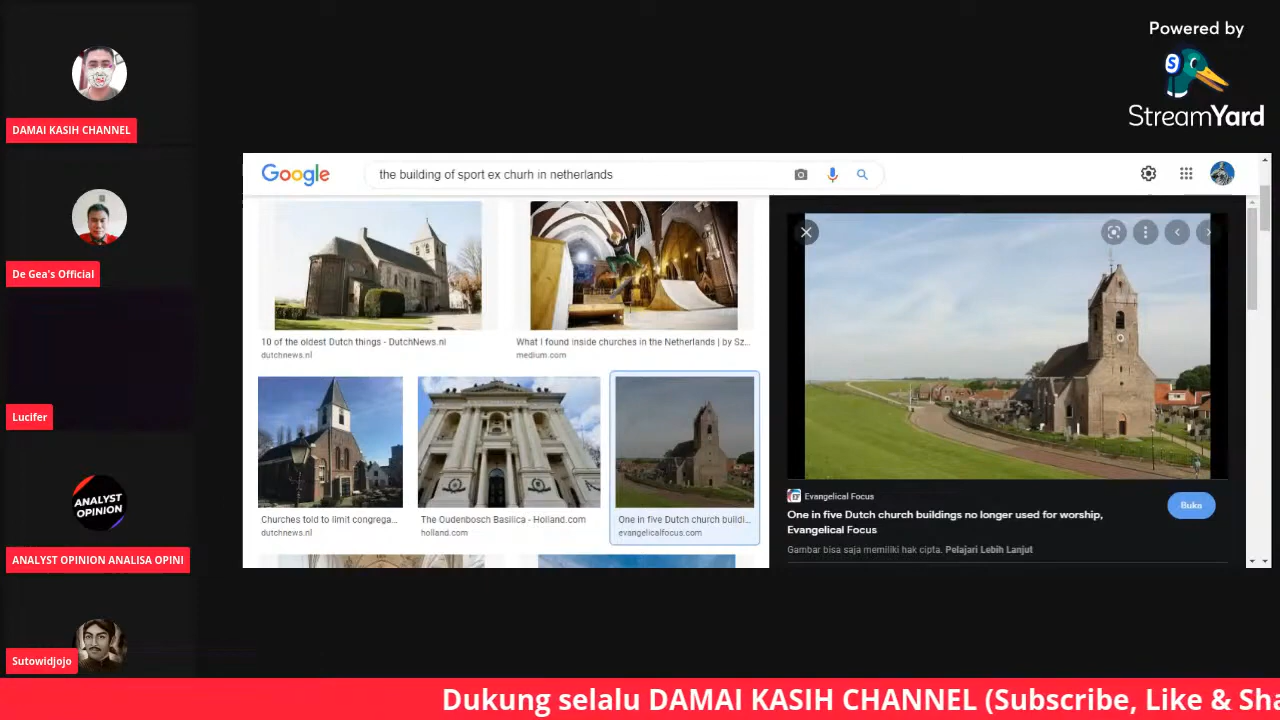 Powered by
StreamYard
DAMAI KASIH CHANNEL
De Gea's Official
Lucifer
ANALYST
OPINION
ANALYST OPINION ANALISA OPINI
Sutowidjojo
Google
the building of sport ex churh in netherlands
10 of the oldest Dutch things - DutchNews.nl
dutchnews.nl
What I found inside churches in the Netherlands | by Sz...
medium.com
Churches told to limit congrega...
dutchnews.nl
The Oudenbosch Basilica - Holland.com
holland.com
One in five Dutch church buildi...
evangelicalfocus.com
Evangelical Focus
One in five Dutch church buildings no longer used for worship,
Evangelical Focus
Buka
Gambar bisa saja memiliki hak cipta. Pelajari Lebih Lanjut
Dukung selalu DAMAI KASIH CHANNEL (Subscribe, Like & Sha